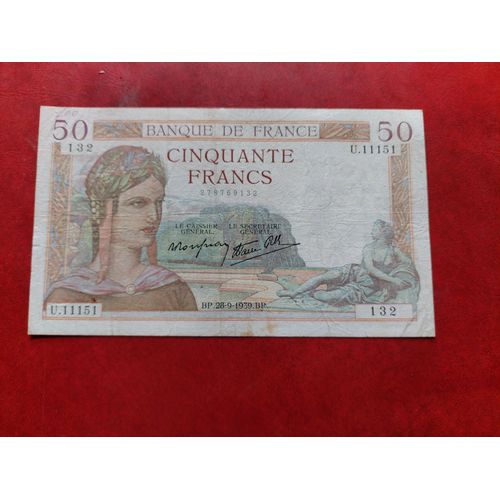 50 BANQUE DE FRANCE 50
132 U.11151
CINQUANTE
FRANCS
278769132
LE CAISSIER LE SECRETAIRE
GÉNÉRAL GÉNÉRAL
U.11151 BP. 28-9-1939.BP. 132